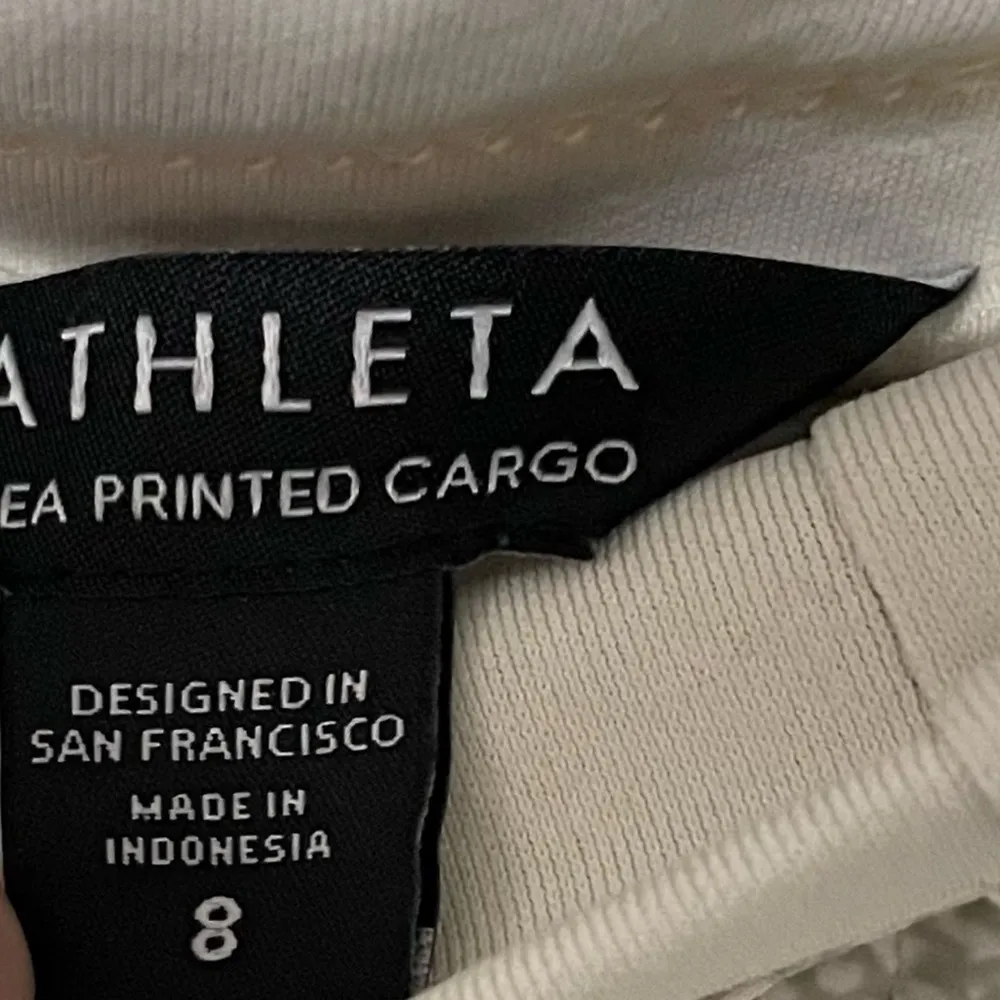 ATHLETA
EA PRINTED CARGO
DESIGNED IN
SAN FRANCISCO
MADE IN
INDONESIA
8